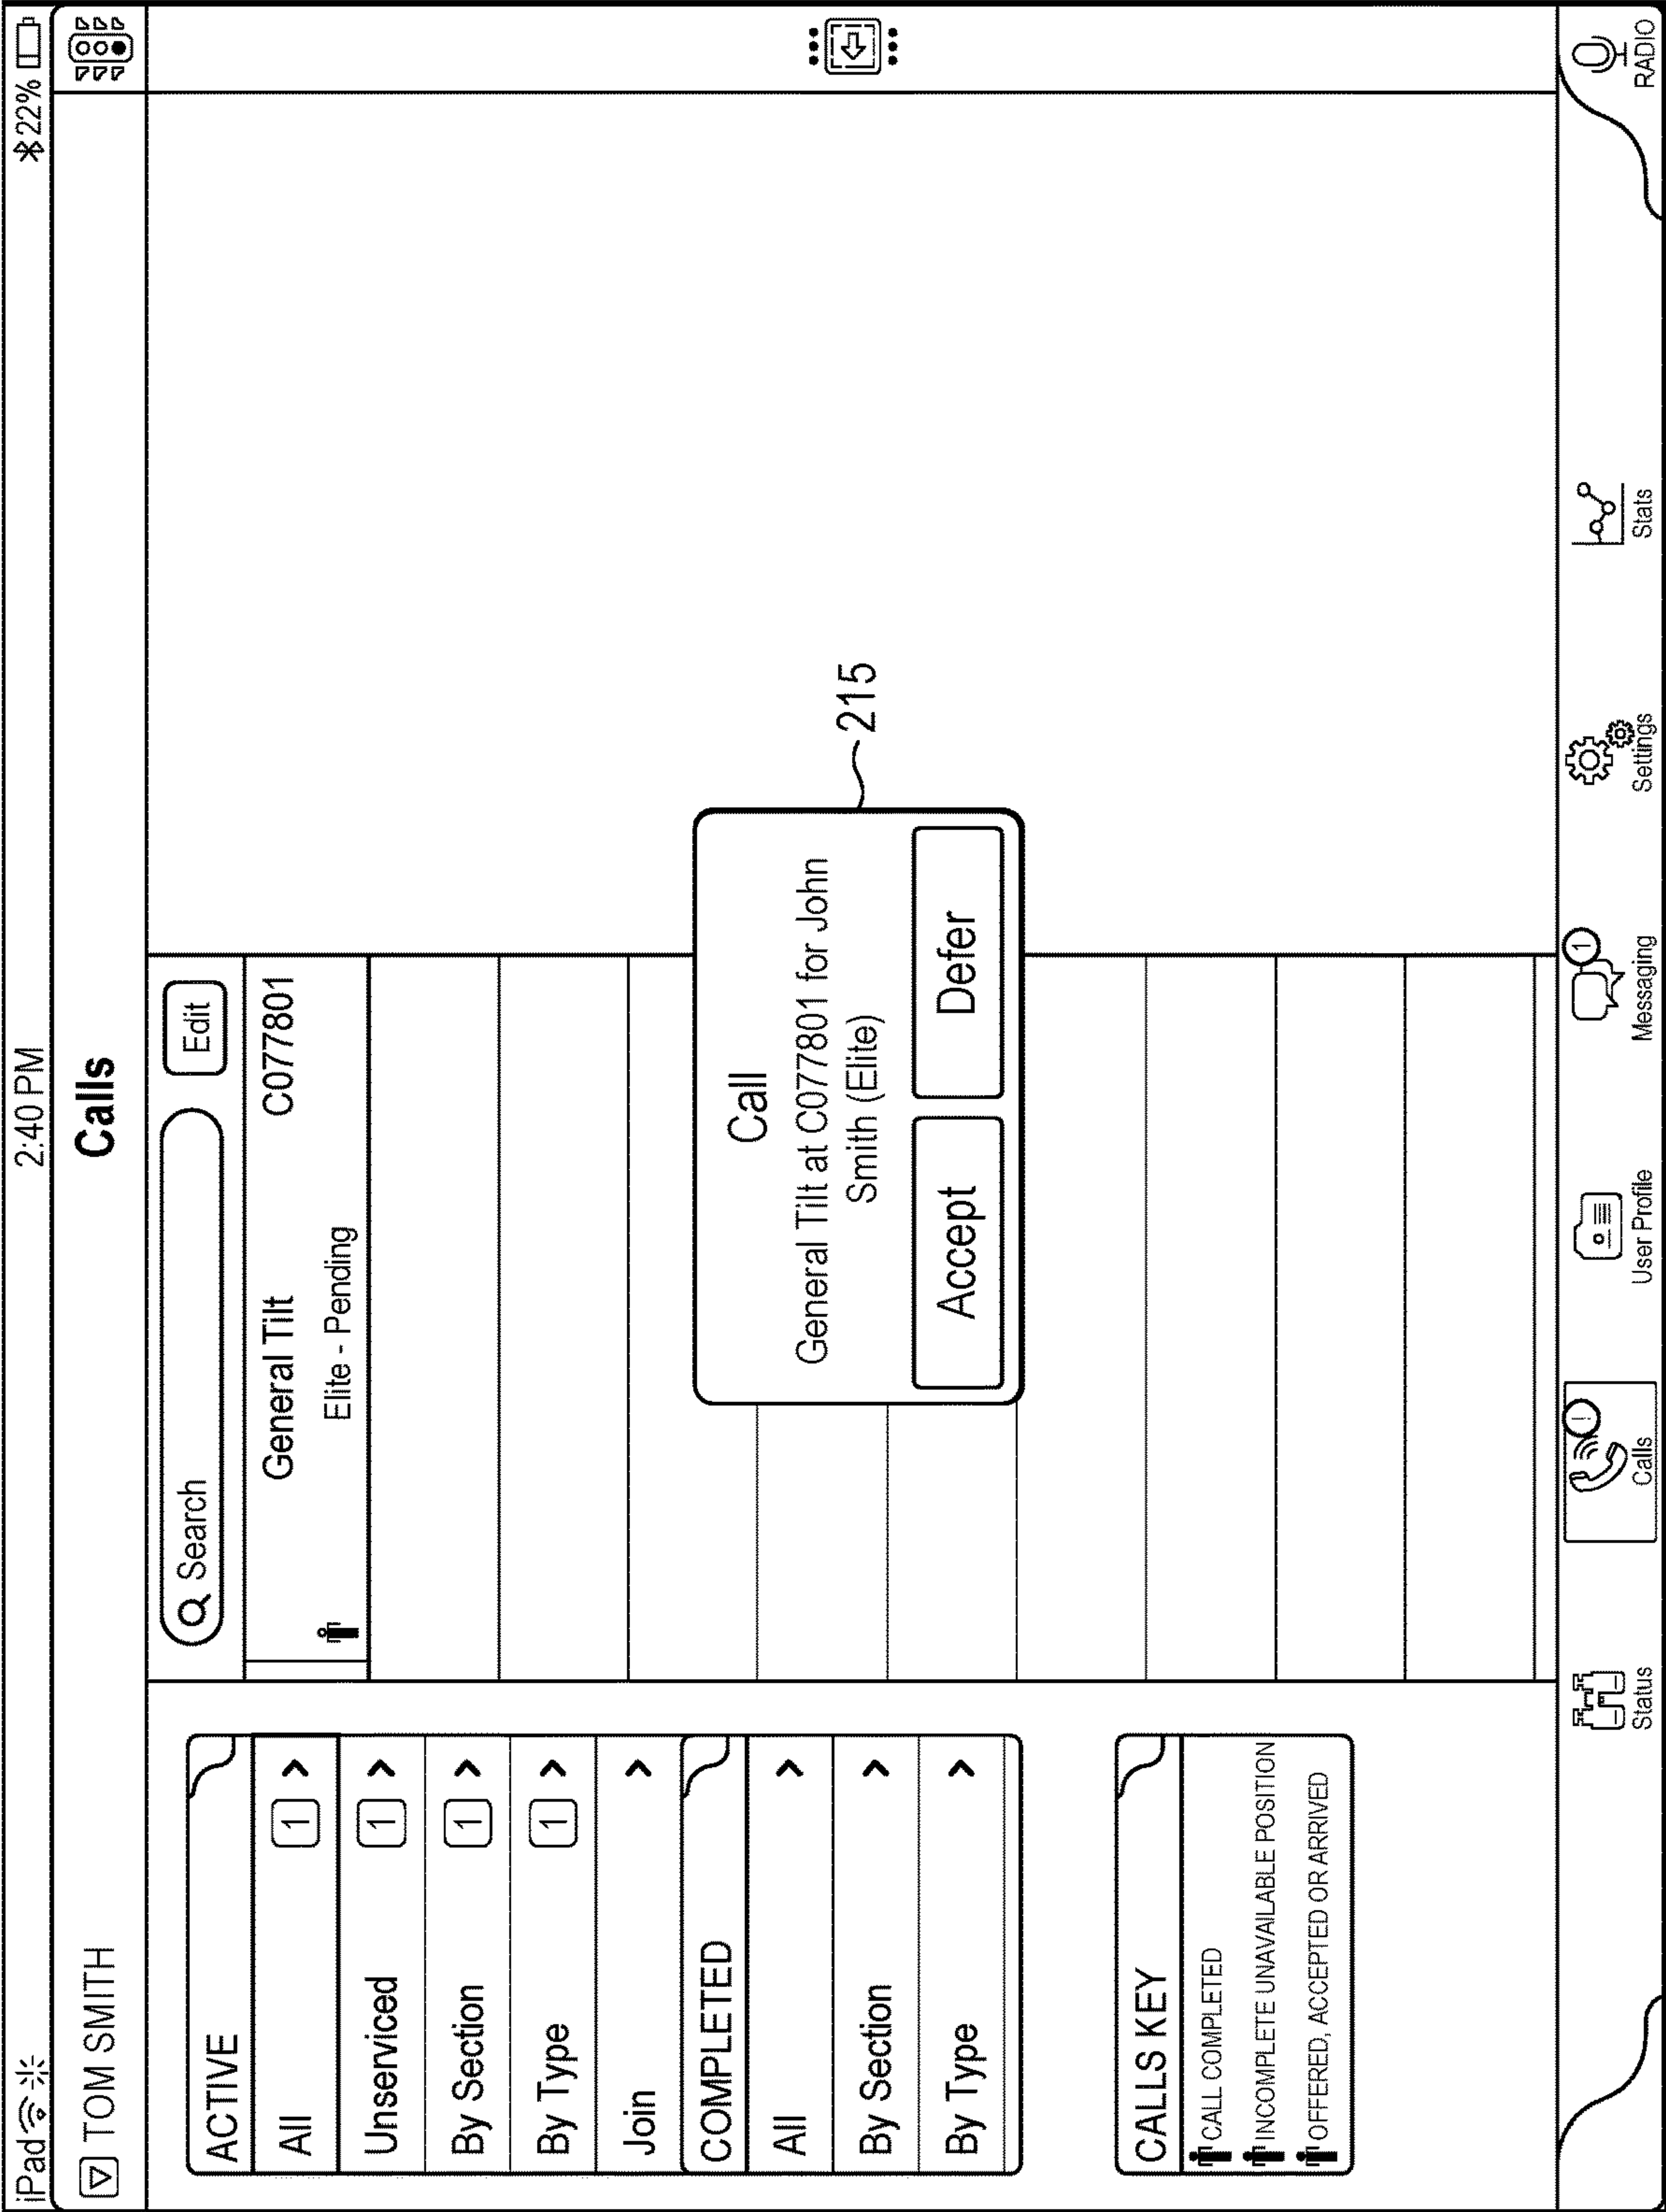 iPad 2:40 PM 22%
TOM SMITH Calls
ACTIVE
All 1 >
Unserviced 1 >
By Section 1 >
By Type 1 >
Join >
COMPLETED
All >
By Section >
By Type >
CALLS KEY
CALL COMPLETED
INCOMPLETE UNAVAILABLE POSITION
OFFERED, ACCEPTED OR ARRIVED
Search Edit
General Tilt C077801
Elite - Pending
Call
General Tilt at C077801 for John
Smith (Elite)
Accept Defer
215
Status
Calls !
User Profile
Messaging 1
Settings
Stats
RADIO